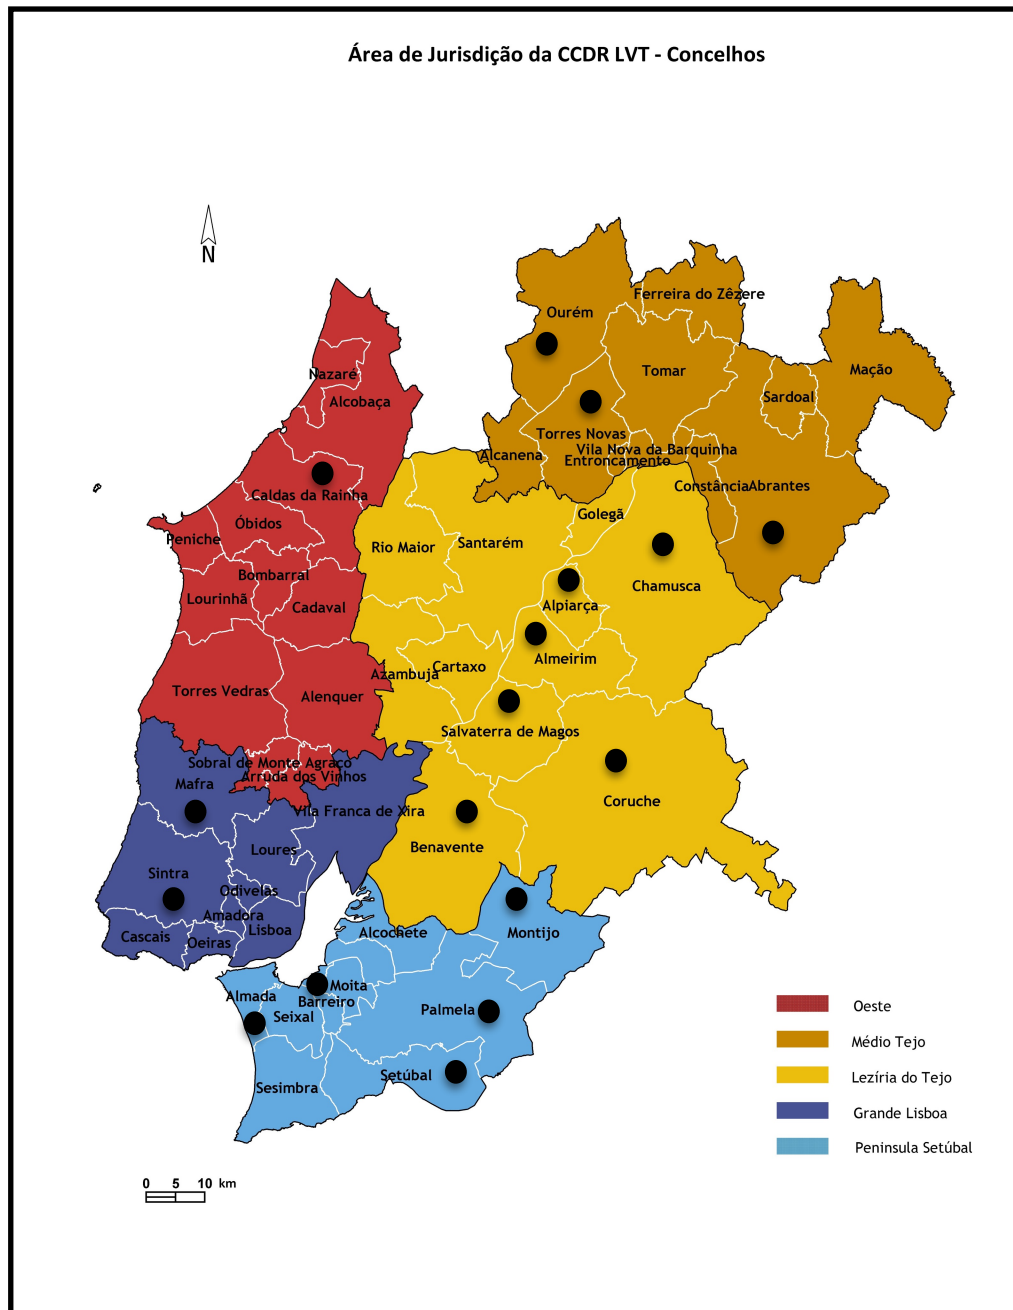 Área de Jurisdição da CCDR LVT - Concelhos
N
Ferreira do Zêzere
Ourém
Tomar
Mação
Nazaré
Sardoal
Alcobaça
Torres Novas
Vila Nova da Barquinha
Alcanena
Entroncamento
Constância
Abrantes
Caldas da Rainha
Golegã
Óbidos
Peniche
Rio Maior
Santarém
Bombarral
Chamusca
Lourinhã
Cadaval
Alpiarça
Almeirim
Cartaxo
Azambuja
Torres Vedras
Alenquer
Salvaterra de Magos
Sobral de Monte Agraço
Arruda dos Vinhos
Mafra
Coruche
Vila Franca de Xira
Benavente
Loures
Sintra
Odivelas
Amadora
Lisboa
Cascais
Oeiras
Alcochete
Montijo
Moita
Almada
Barreiro
Seixal
Palmela
Setúbal
Sesimbra
Oeste
Médio Tejo
Lezíria do Tejo
Grande Lisboa
Peninsula Setúbal
0 5 10 km